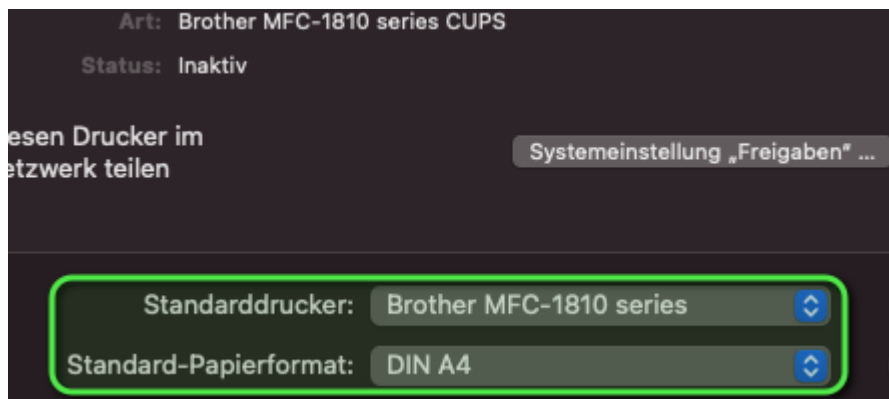 Art: Brother MFC-1810 series CUPS
Status: Inaktiv
esen Drucker im
etzwerk teilen
Systemeinstellung „Freigaben“ ...
Standarddrucker: Brother MFC-1810 series
Standard-Papierformat: DIN A4